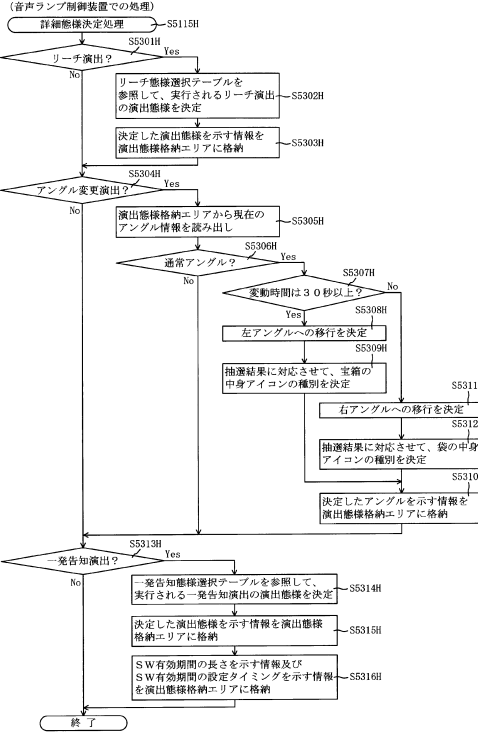 (音声ランプ制御装置での処理)
詳細態様決定処理
S5115H
S5301H
リーチ演出？
Yes
No
リーチ態様選択テーブルを
参照して、実行されるリーチ演出
の演出態様を決定
S5302H
決定した演出態様を示す情報を
演出態様格納エリアに格納
S5303H
S5304H
アングル変更演出？
Yes
No
演出態様格納エリアから現在の
アングル情報を読み出し
S5305H
S5306H
通常アングル？
Yes
No
S5307H
変動時間は３０秒以上？
No
Yes
S5308H
左アングルへの移行を決定
S5309H
抽選結果に対応させて、宝箱の
中身アイコンの種別を決定
S5311
右アングルへの移行を決定
S5312
抽選結果に対応させて、袋の中身
アイコンの種別を決定
S5310
決定したアングルを示す情報を
演出態様格納エリアに格納
S5313H
一発告知演出？
Yes
No
一発告知態様選択テーブルを参照して、
実行される一発告知演出の演出態様を決定
S5314H
決定した演出態様を示す情報を演出態様
格納エリアに格納
S5315H
ＳＷ有効期間の長さを示す情報及び
ＳＷ有効期間の設定タイミングを示す情報
を演出態様格納エリアに格納
S5316H
終了